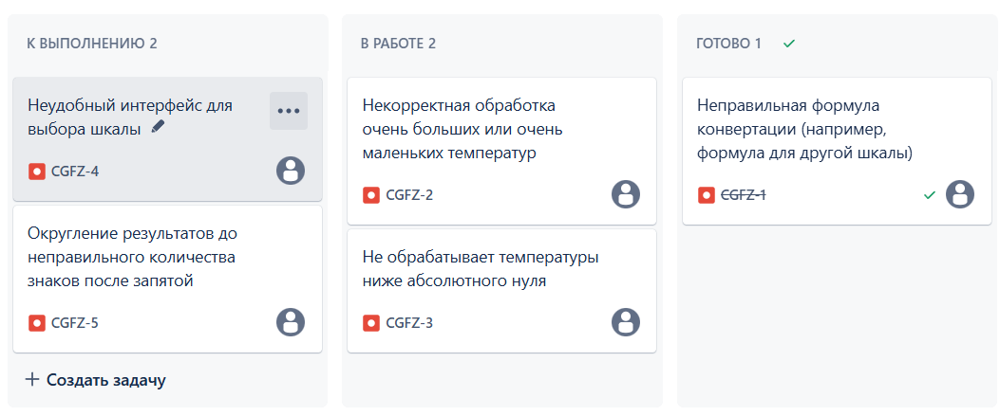 К ВЫПОЛНЕНИЮ 2
Неудобный интерфейс для
выбора шкалы
CGFZ-4
Округление результатов до
неправильного количества
знаков после запятой
CGFZ-5
Создать задачу
В РАБОТЕ 2
Некорректная обработка
очень больших или очень
маленьких температур
CGFZ-2
Не обрабатывает температуры
ниже абсолютного нуля
CGFZ-3
ГОТОВО 1
Неправильная формула
конвертации (например,
формула для другой шкалы)
CGFZ-1